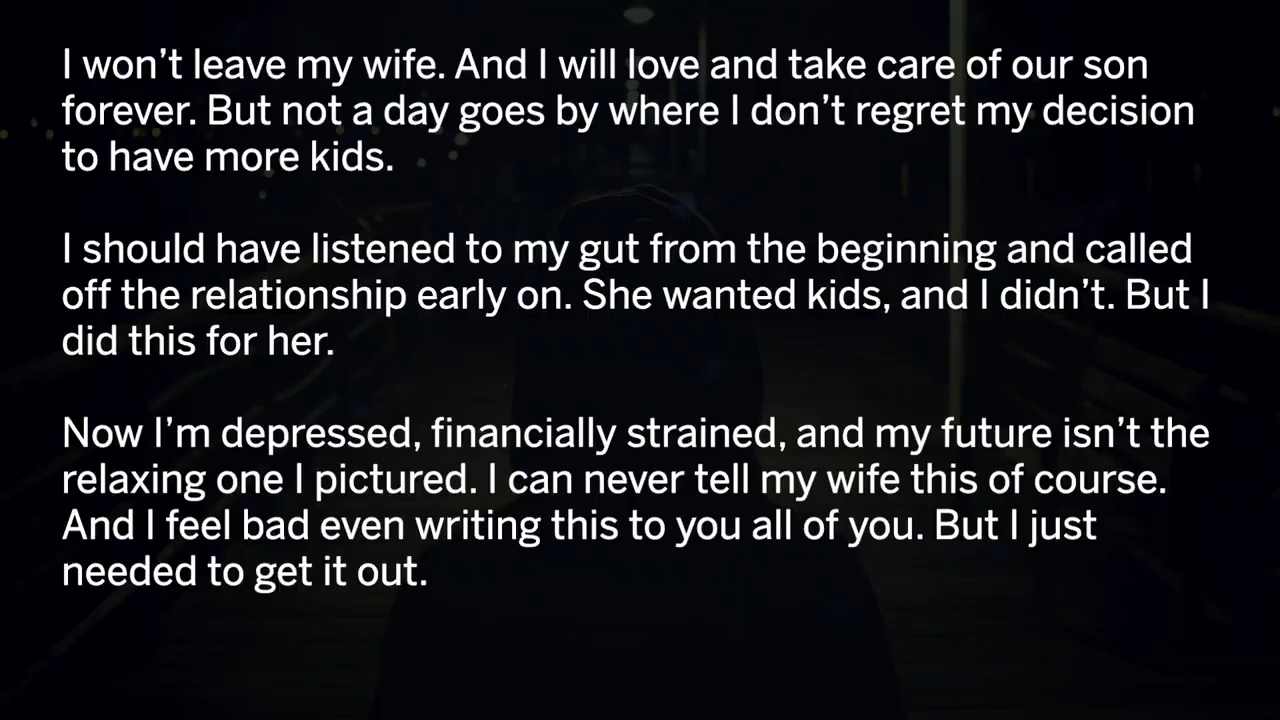 I won't leave my wife. And I will love and take care of our son
forever. But not a day goes by where I don't regret my decision
to have more kids.
I should have listened to my gut from the beginning and called
off the relationship early on. She wanted kids, and I didn't. But I
did this for her.
Now I'm depressed, financially strained, and my future isn't the
relaxing one I pictured. I can never tell my wife this of course.
And I feel bad even writing this to you all of you. But I just
needed to get it out.